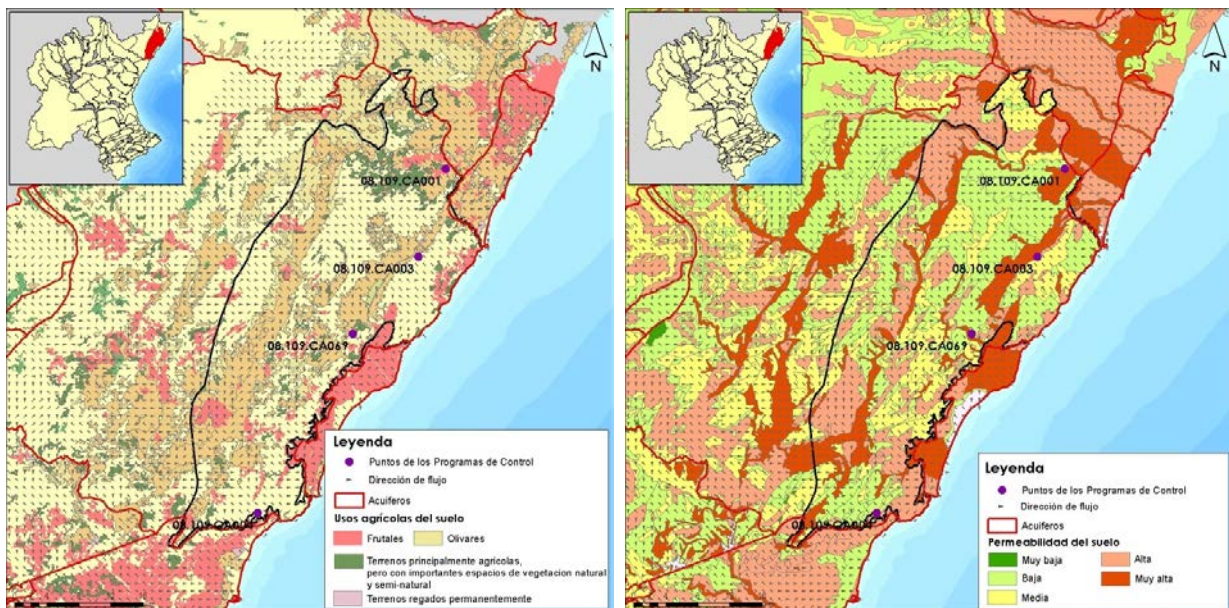 N
08.109.CA001
08.109.CA003
08.109.CA069
Leyenda
Puntos de los Programas de Control
Dirección de flujo
Acuiferos
Usos agrícolas del suelo
Frutales
Olivares
Terrenos principalmente agrícolas,
pero con importantes espacios de vegetacion natural
y semi-natural
Terrenos regados permanentemente
N
08.109.CA001
08.109.CA003
08.109.CA069
Leyenda
Puntos de los Programas de Control
Dirección de flujo
Acuiferos
Permeabilidad del suelo
Muy baja
Alta
Baja
Muy alta
Media